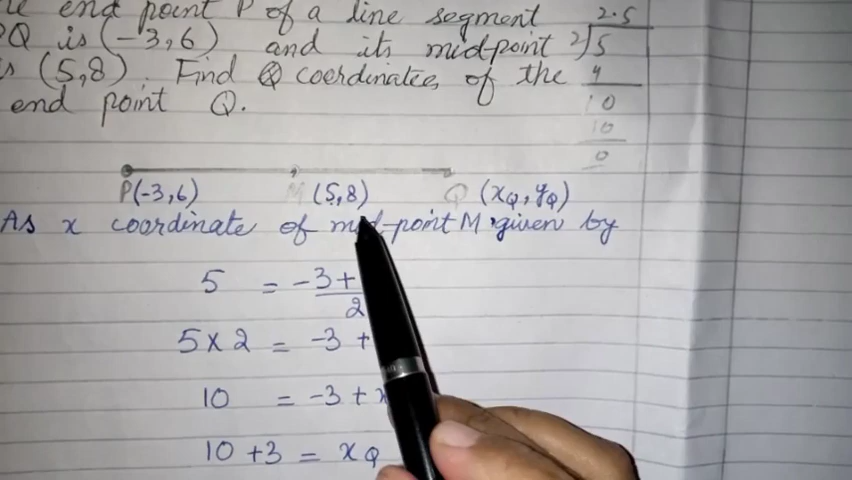 end point P of a line segment
PQ is (-3,6) and its mid-point
(5,8). Find Q coordinates of the
end point Q.
2.5
2)5
4
10
10
0
P(-3,6) M (5,8) Q (xQ, yQ)
As x coordinate of mid-point M given by
5 = -3+
2
5×2 = -3 +
10 = -3 + x
10 +3 = xQ